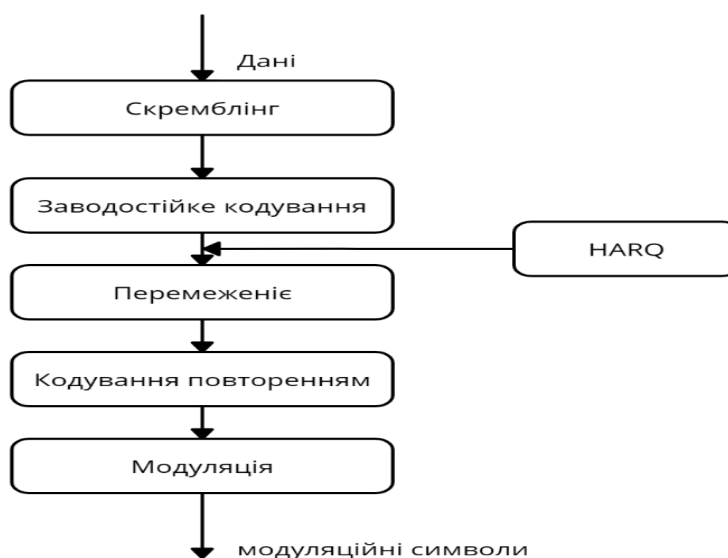 Дані
Скремблінг
Заводостійке кодування
HARQ
Перемеженіє
Кодування повторенням
Модуляція
модуляційні символи